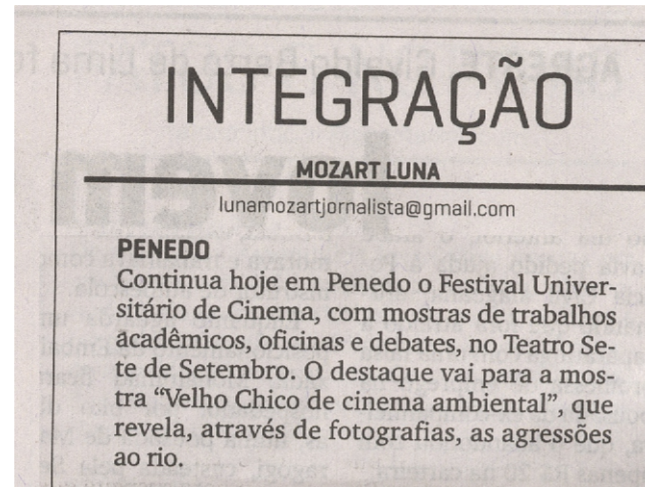 INTEGRAÇÃO
MOZART LUNA
lunamozartjornalista@gmail.com
PENEDO
Continua hoje em Penedo o Festival Univer-
sitário de Cinema, com mostras de trabalhos
acadêmicos, oficinas e debates, no Teatro Se-
te de Setembro. O destaque vai para a mos-
tra “Velho Chico de cinema ambiental”, que
revela, através de fotografias, as agressões
ao rio.